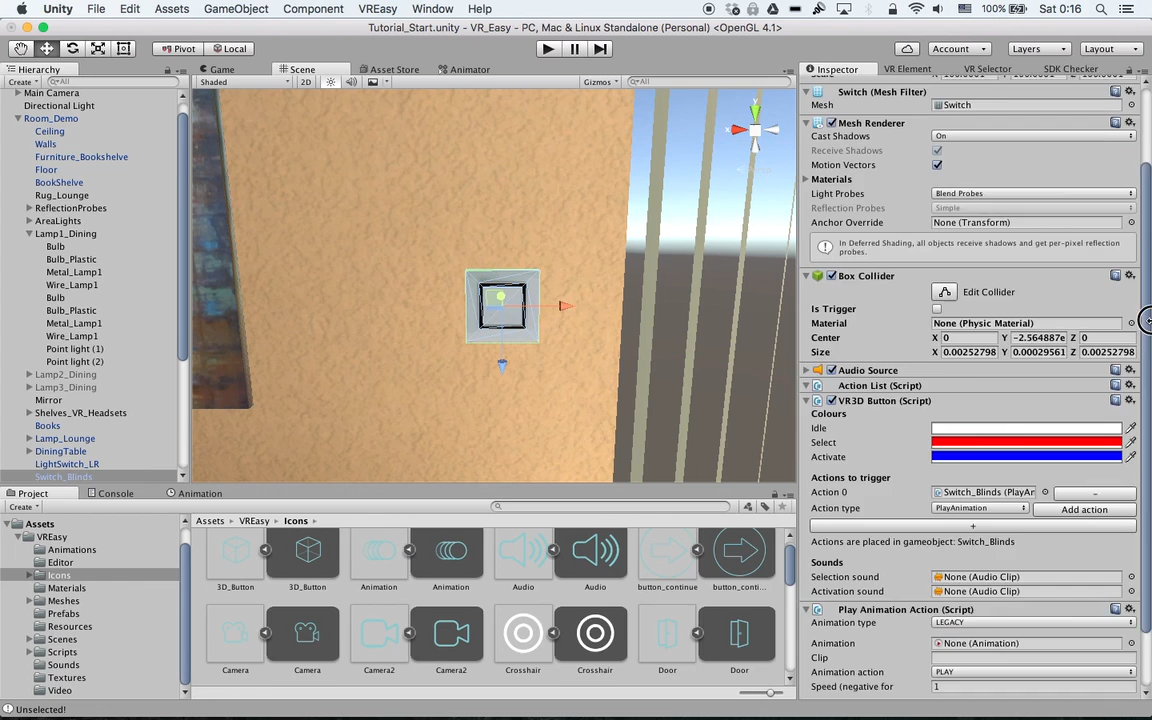 Unity File Edit Assets GameObject Component VREasy Window Help 100% Sat 0:16
Tutorial_Start.unity - VR_Easy - PC, Mac & Linux Standalone (Personal) <OpenGL 4.1>
Pivot Local Account Layers Layout
Hierarchy Game Scene Asset Store Animator Inspector VR Element VR Selector SDK Checker
Create All Shaded 2D Gizmos All
Main Camera
Directional Light
Room_Demo
Ceiling
Walls
Furniture_Bookshelve
Floor
BookShelve
Rug_Lounge
ReflectionProbes
AreaLights
Lamp1_Dining
Bulb
Bulb_Plastic
Metal_Lamp1
Wire_Lamp1
Bulb
Bulb_Plastic
Metal_Lamp1
Wire_Lamp1
Point light (1)
Point light (2)
Lamp2_Dining
Lamp3_Dining
Mirror
Shelves_VR_Headsets
Books
Lamp_Lounge
DiningTable
LightSwitch_LR
Switch_Blinds
Switch (Mesh Filter)
Mesh Switch
Mesh Renderer
Cast Shadows On
Receive Shadows
Motion Vectors
Materials
Light Probes Blend Probes
Reflection Probes Simple
Anchor Override None (Transform)
In Deferred Shading, all objects receive shadows and get per-pixel reflection
probes.
Box Collider
Edit Collider
Is Trigger
Material None (Physic Material)
Center X 0 Y -2.564887e Z 0
Size X 0.00252798 Y 0.00029561 Z 0.00252798
Audio Source
Action List (Script)
VR3D Button (Script)
Colours
Idle
Select
Activate
Actions to trigger
Action 0 Switch_Blinds (PlayAr -
Action type PlayAnimation Add action
+
Actions are placed in gameobject: Switch_Blinds
Sounds
Selection sound None (Audio Clip)
Activation sound None (Audio Clip)
Play Animation Action (Script)
Animation type LEGACY
Animation None (Animation)
Clip
Animation action PLAY
Speed (negative for 1
Project Console Animation
Create
Assets
VREasy
Animations
Editor
Icons
Materials
Meshes
Prefabs
Resources
Scenes
Scripts
Sounds
Textures
Video
Assets VREasy Icons
3D_Button 3D_Button Animation Animation Audio Audio button_continue button_conti...
Camera Camera Camera2 Camera2 Crosshair Crosshair Door Door
Unselected!